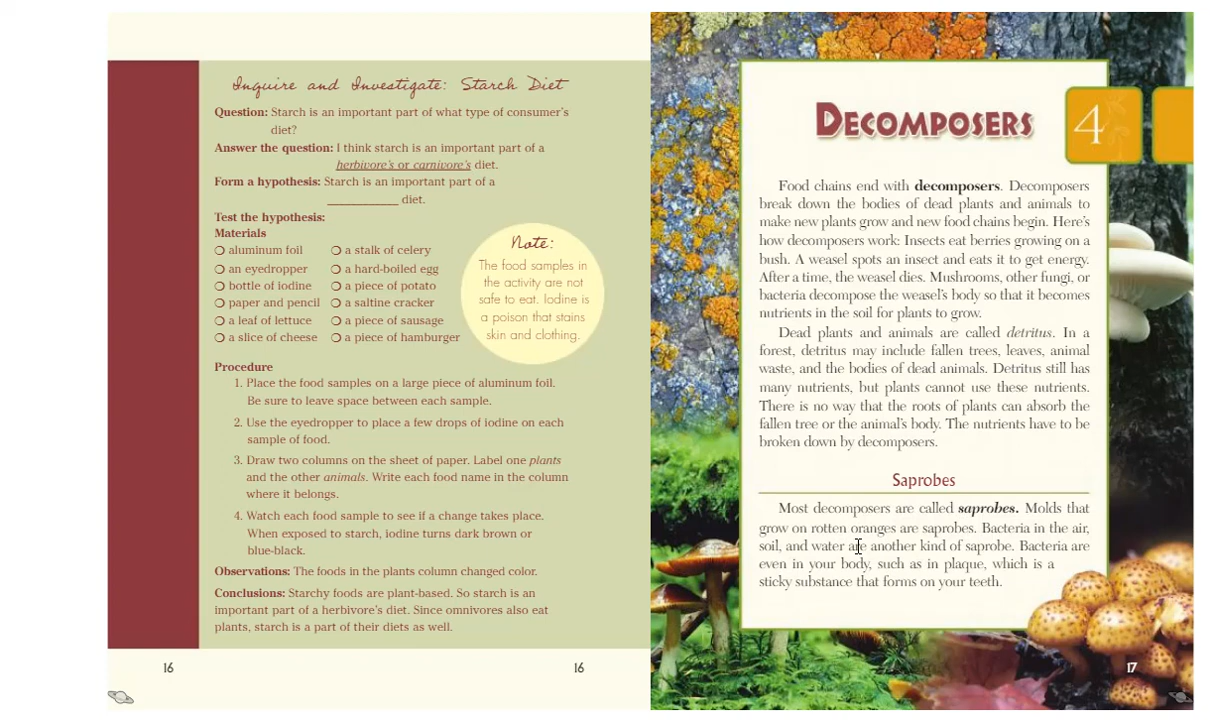 Inquire and Investigate: Starch Diet
Question: Starch is an important part of what type of consumer's
diet?
Answer the question: I think starch is an important part of a
herbivore's or carnivore's diet.
Form a hypothesis: Starch is an important part of a
____________ diet.
Test the hypothesis:
Materials
❍ aluminum foil
❍ an eyedropper
❍ bottle of iodine
❍ paper and pencil
❍ a leaf of lettuce
❍ a slice of cheese
❍ a stalk of celery
❍ a hard-boiled egg
❍ a piece of potato
❍ a saltine cracker
❍ a piece of sausage
❍ a piece of hamburger
Note:
The food samples in
the activity are not
safe to eat. Iodine is
a poison that stains
skin and clothing.
Procedure
1. Place the food samples on a large piece of aluminum foil.
Be sure to leave space between each sample.
2. Use the eyedropper to place a few drops of iodine on each
sample of food.
3. Draw two columns on the sheet of paper. Label one plants
and the other animals. Write each food name in the column
where it belongs.
4. Watch each food sample to see if a change takes place.
When exposed to starch, iodine turns dark brown or
blue-black.
Observations: The foods in the plants column changed color.
Conclusions: Starchy foods are plant-based. So starch is an
important part of a herbivore's diet. Since omnivores also eat
plants, starch is a part of their diets as well.
16
16
DECOMPOSERS
4
Food chains end with decomposers. Decomposers
break down the bodies of dead plants and animals to
make new plants grow and new food chains begin. Here's
how decomposers work: Insects eat berries growing on a
bush. A weasel spots an insect and eats it to get energy.
After a time, the weasel dies. Mushrooms, other fungi, or
bacteria decompose the weasel's body so that it becomes
nutrients in the soil for plants to grow.
Dead plants and animals are called detritus. In a
forest, detritus may include fallen trees, leaves, animal
waste, and the bodies of dead animals. Detritus still has
many nutrients, but plants cannot use these nutrients.
There is no way that the roots of plants can absorb the
fallen tree or the animal's body. The nutrients have to be
broken down by decomposers.
Saprobes
Most decomposers are called saprobes. Molds that
grow on rotten oranges are saprobes. Bacteria in the air,
soil, and water are another kind of saprobe. Bacteria are
even in your body, such as in plaque, which is a
sticky substance that forms on your teeth.
17